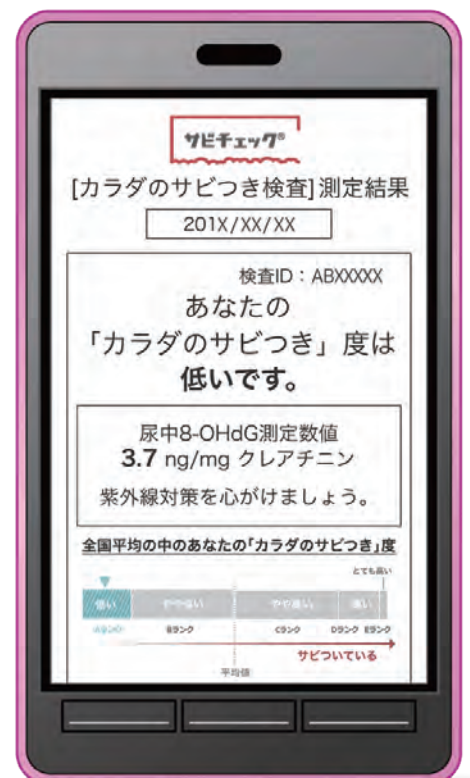 サビチェック®
[カラダのサビつき検査]測定結果
201X/XX/XX
検査ID：ABXXXXX
あなたの
「カラダのサビつき」度は
低いです。
尿中8-OHdG測定数値
3.7 ng/mg クレアチニン
紫外線対策を心がけましょう。
全国平均の中のあなたの「カラダのサビつき」度
とても高い
低い やや低い やや高い 高い
Aランク Bランク Cランク Dランク Eランク
サビついている
平均値